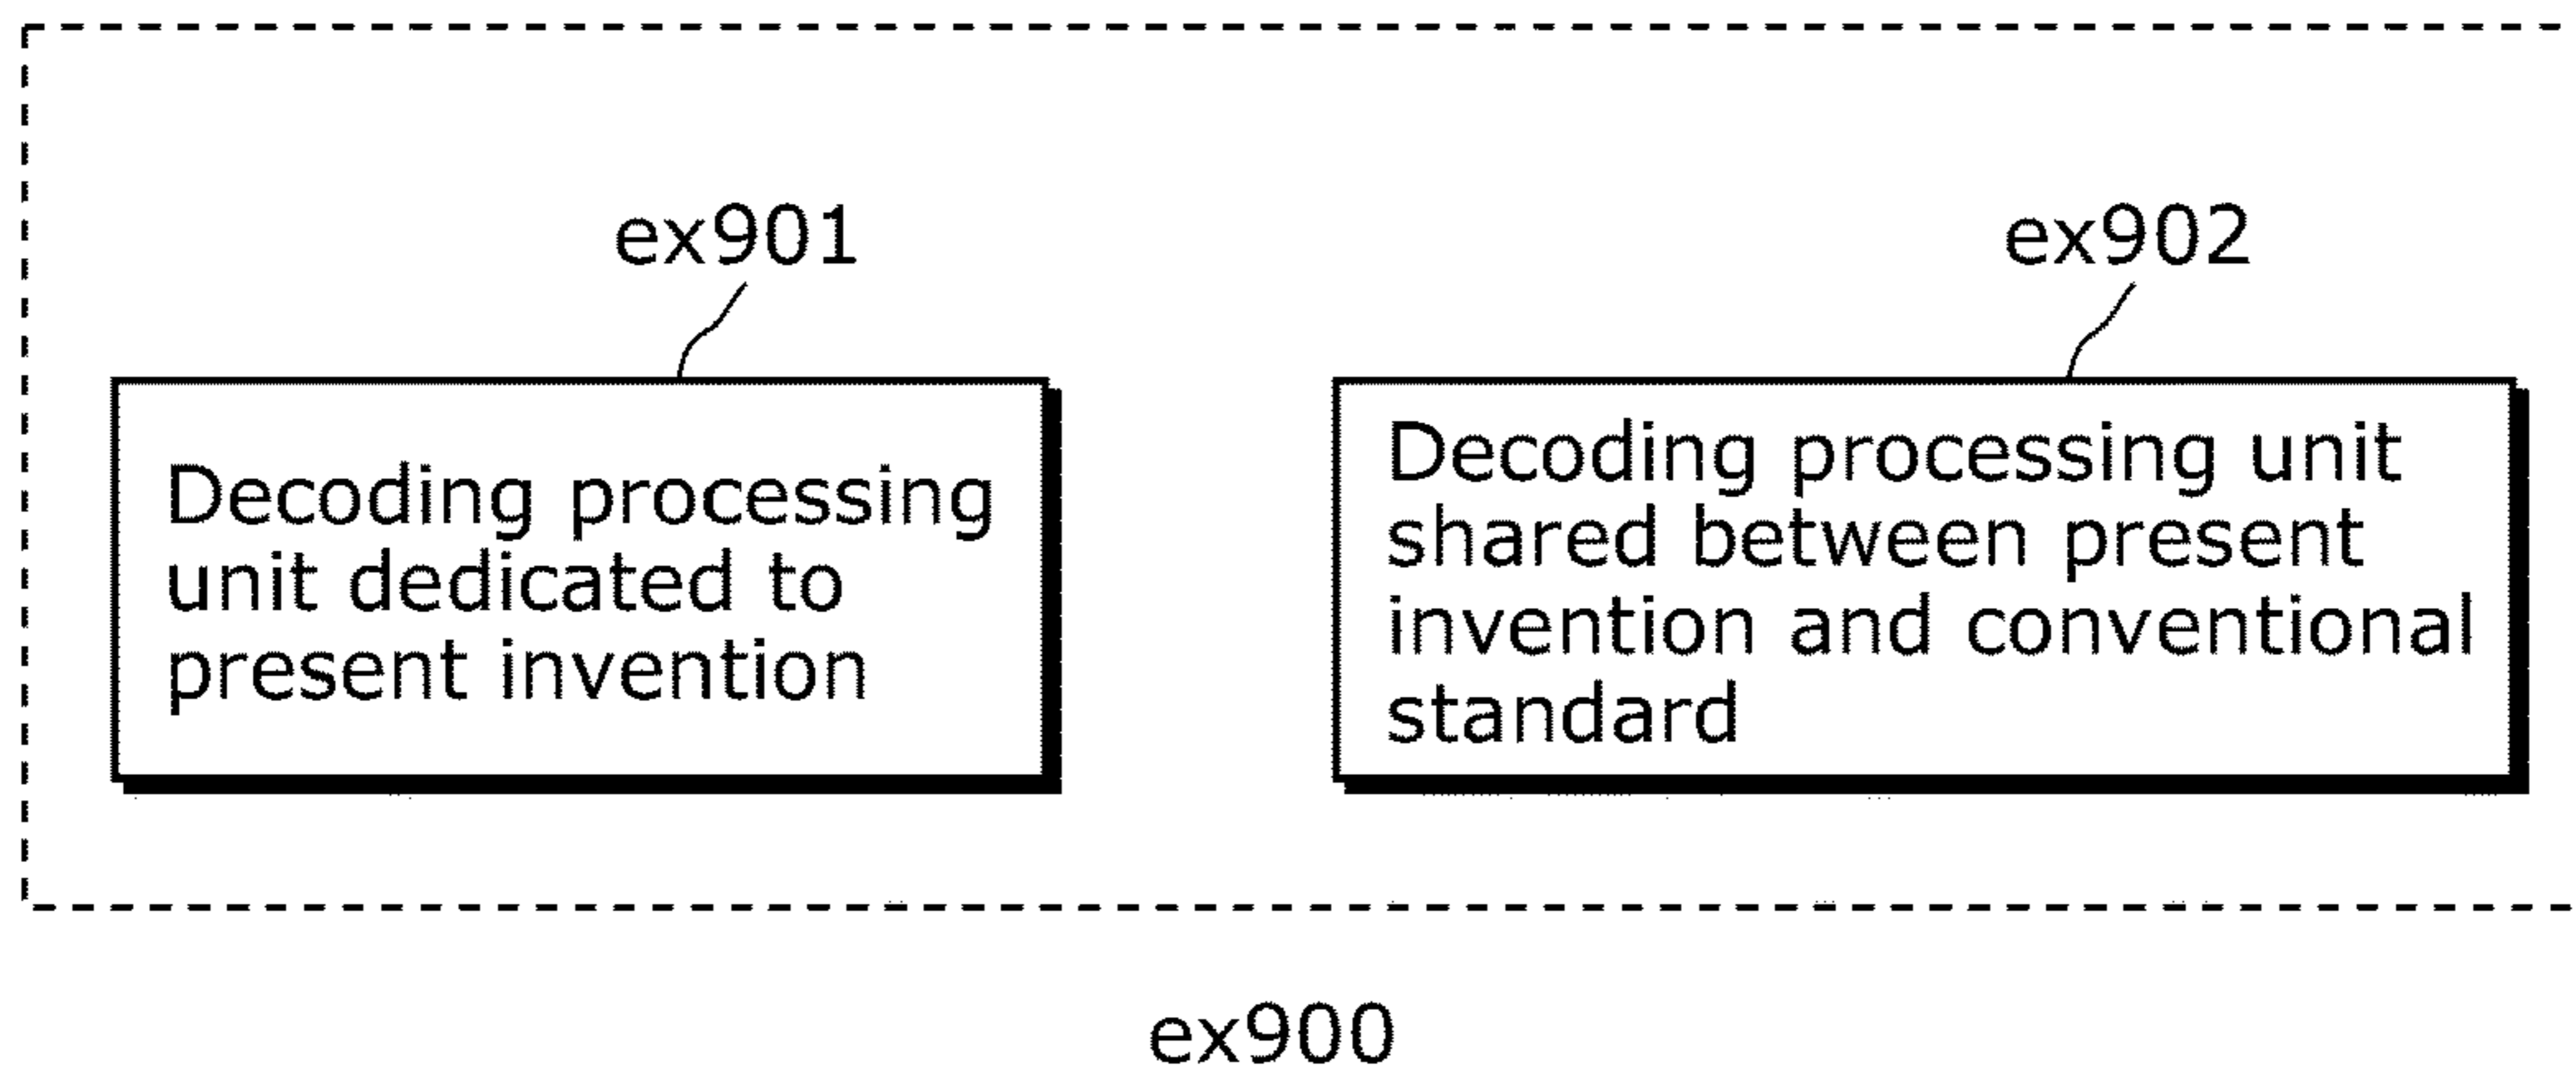 ex901
Decoding processing
unit dedicated to
present invention
ex902
Decoding processing unit
shared between present
invention and conventional
standard
ex900